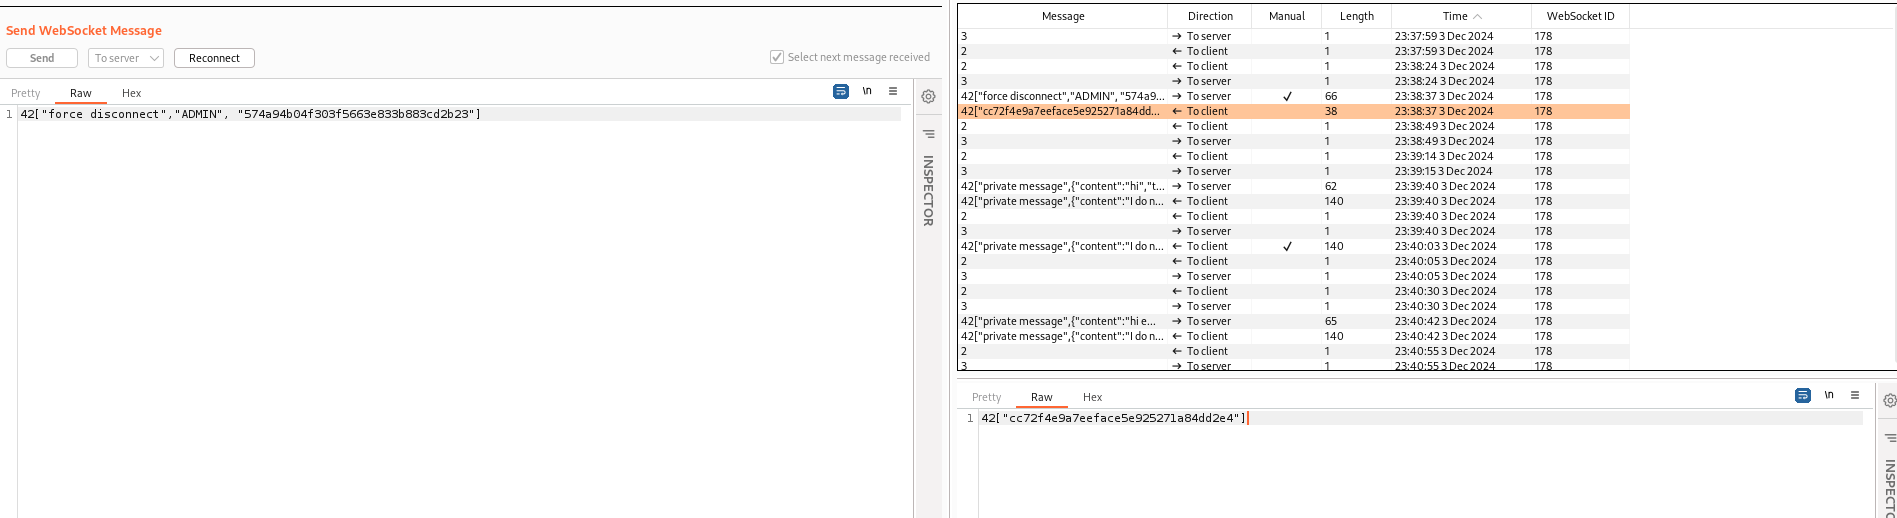 Send WebSocket Message
Send To server Reconnect Select next message received
Pretty Raw Hex \n
1 42["force disconnect","ADMIN", "574a94b04f303f5663e833b883cd2b23"]
INSPECTOR
Message Direction Manual Length Time WebSocket ID
3 → To server 1 23:37:59 3 Dec 2024 178
2 ← To client 1 23:37:59 3 Dec 2024 178
2 ← To client 1 23:38:24 3 Dec 2024 178
3 → To server 1 23:38:24 3 Dec 2024 178
42["force disconnect","ADMIN", "574a9... → To server ✓ 66 23:38:37 3 Dec 2024 178
42["cc72f4e9a7eeface5e925271a84dd... ← To client 38 23:38:37 3 Dec 2024 178
2 ← To client 1 23:38:49 3 Dec 2024 178
3 → To server 1 23:38:49 3 Dec 2024 178
2 ← To client 1 23:39:14 3 Dec 2024 178
3 → To server 1 23:39:15 3 Dec 2024 178
42["private message",{"content":"hi","t... → To server 62 23:39:40 3 Dec 2024 178
42["private message",{"content":"I do n... ← To client 140 23:39:40 3 Dec 2024 178
2 ← To client 1 23:39:40 3 Dec 2024 178
3 → To server 1 23:39:40 3 Dec 2024 178
42["private message",{"content":"I do n... ← To client ✓ 140 23:40:03 3 Dec 2024 178
2 ← To client 1 23:40:05 3 Dec 2024 178
3 → To server 1 23:40:05 3 Dec 2024 178
2 ← To client 1 23:40:30 3 Dec 2024 178
3 → To server 1 23:40:30 3 Dec 2024 178
42["private message",{"content":"hi e... → To server 65 23:40:42 3 Dec 2024 178
42["private message",{"content":"I do n... ← To client 140 23:40:42 3 Dec 2024 178
2 ← To client 1 23:40:55 3 Dec 2024 178
3 → To server 1 23:40:55 3 Dec 2024 178
Pretty Raw Hex \n
1 42["cc72f4e9a7eeface5e925271a84dd2e4"]
INSPECTO